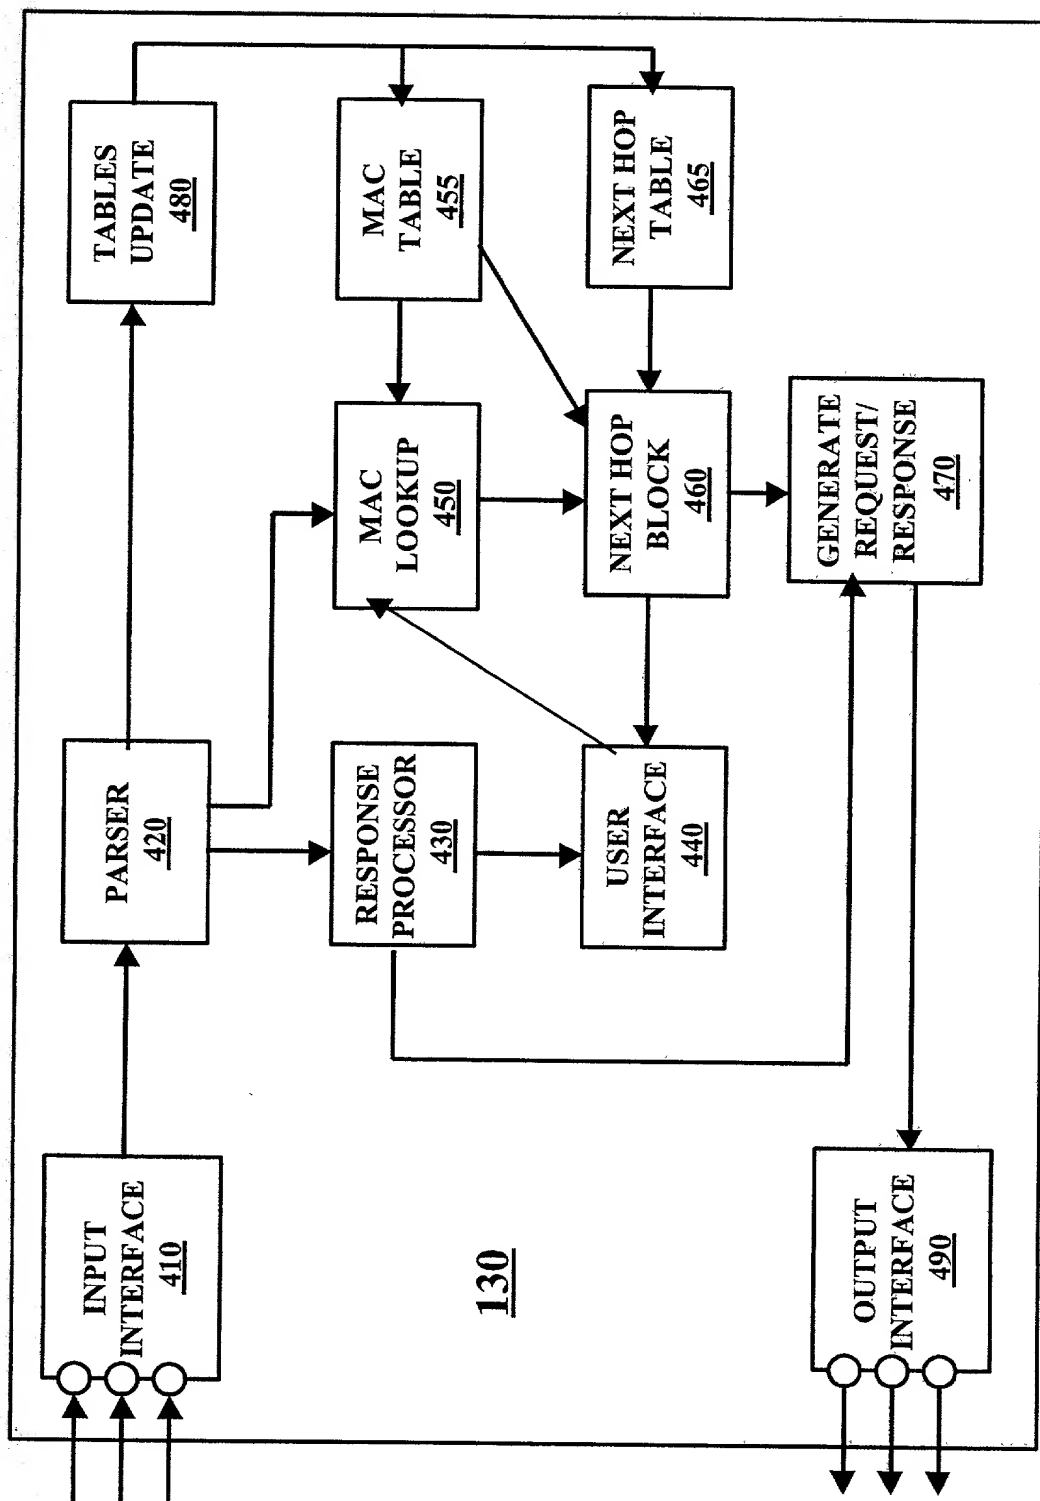 INPUT
INTERFACE
410
PARSER
420
TABLES
UPDATE
480
RESPONSE
PROCESSOR
430
MAC
LOOKUP
450
MAC
TABLE
455
130
USER
INTERFACE
440
NEXT HOP
BLOCK
460
NEXT HOP
TABLE
465
OUTPUT
INTERFACE
490
GENERATE
REQUEST/
RESPONSE
470